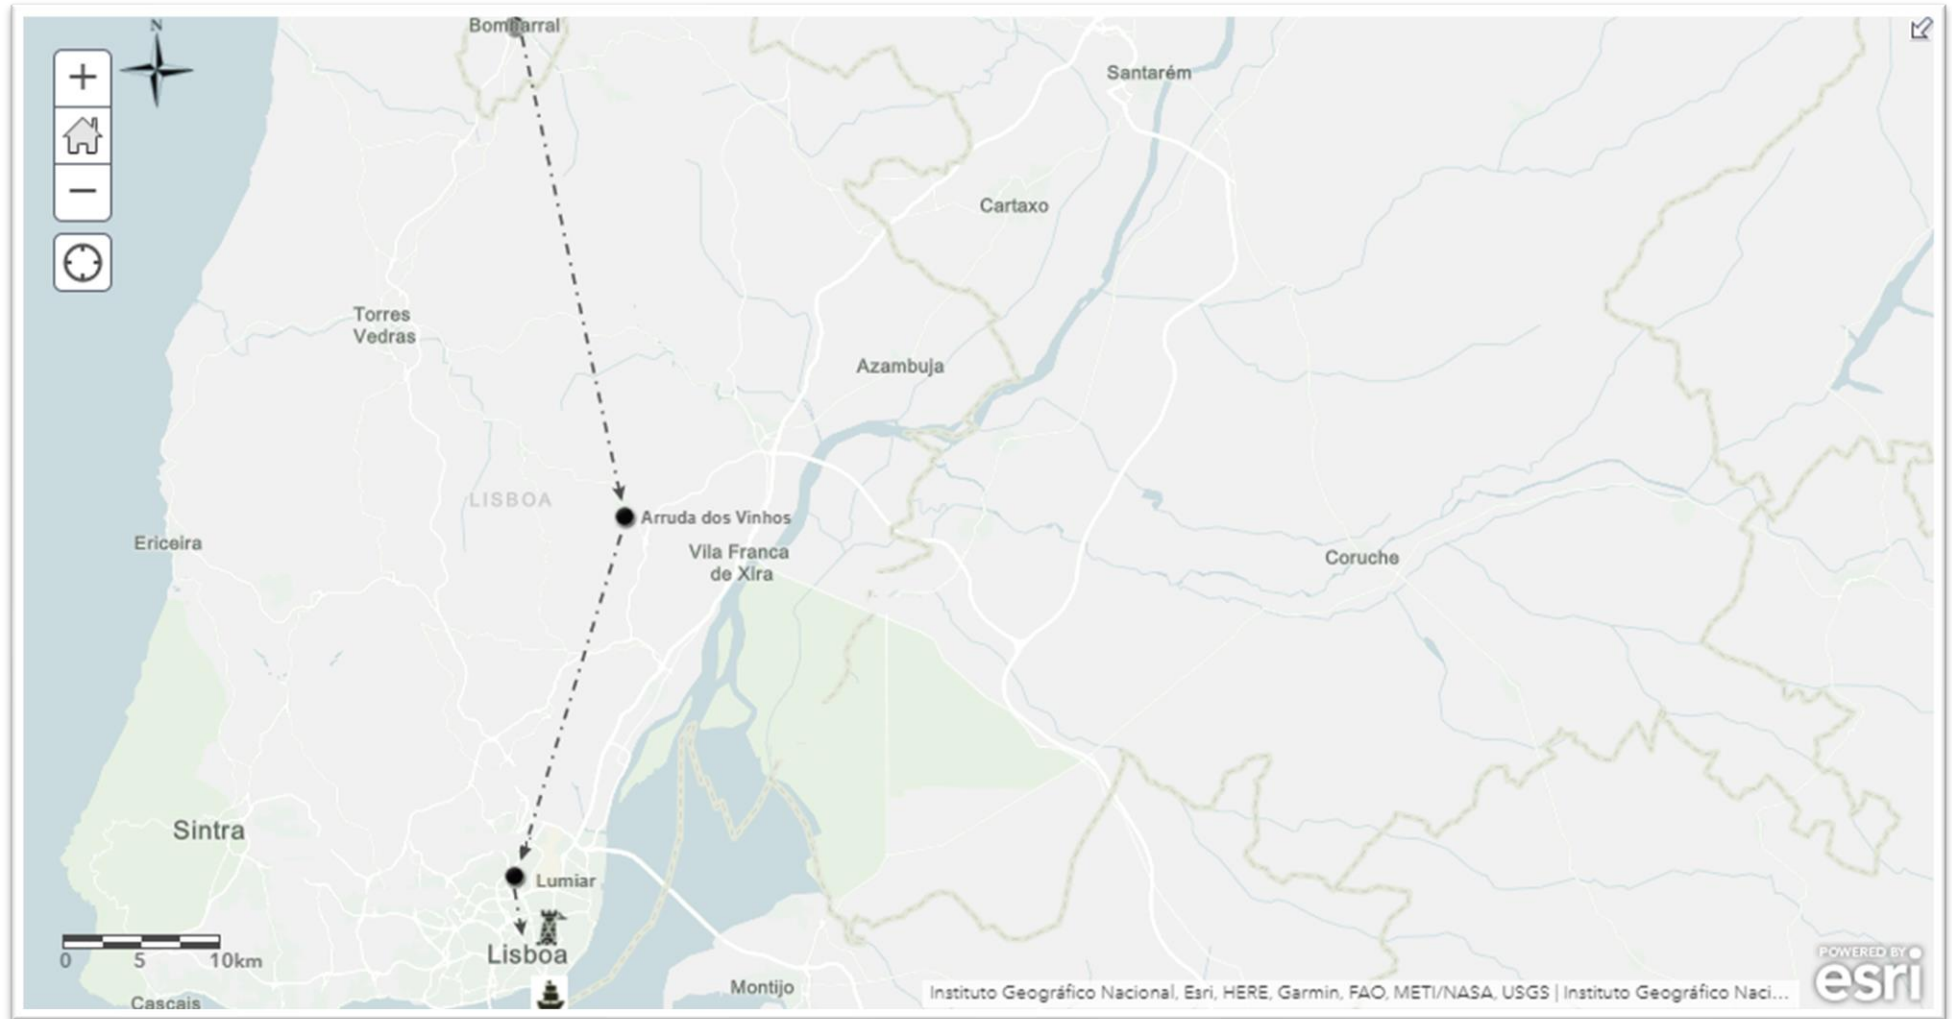 Bombarral
N
+
Santarém
−
Cartaxo
Torres
Vedras
Azambuja
LISBOA
Arruda dos Vinhos
Ericeira
Vila Franca
de Xira
Coruche
Sintra
Lumiar
0 5 10km
Lisboa
Montijo
Cascais
POWERED BY
esri
Instituto Geográfico Nacional, Esri, HERE, Garmin, FAO, METI/NASA, USGS | Instituto Geográfico Naci...